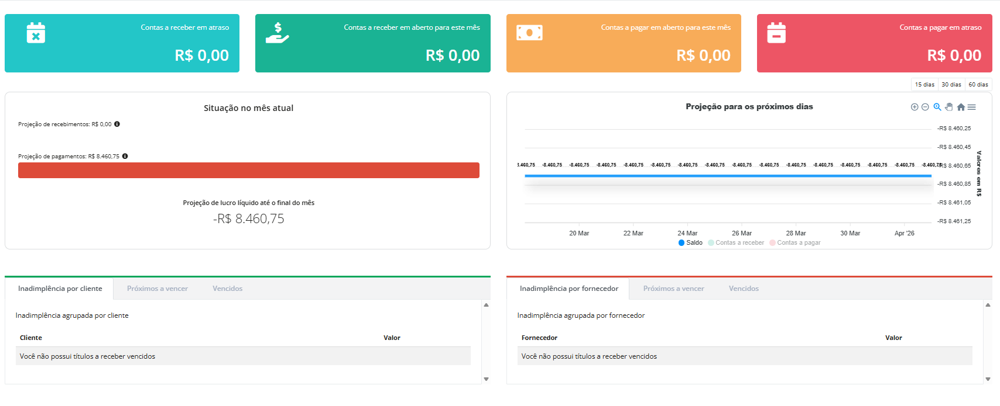 Contas a receber em atraso
R$ 0,00
Contas a receber em aberto para este mês
R$ 0,00
Contas a pagar em aberto para este mês
R$ 0,00
Contas a pagar em atraso
R$ 0,00
15 dias 30 dias 60 dias
Situação no mês atual
Projeção de recebimentos: R$ 0,00
Projeção de pagamentos: R$ 8.460,75
Projeção de lucro líquido até o final do mês
-R$ 8.460,75
Projeção para os próximos dias
-R$ 8.460,25
-R$ 8.460,45
-R$ 8.460,65
-R$ 8.460,85
-R$ 8.461,05
-R$ 8.461,25
Valores em R$
8.460,75 -8.460,75 -8.460,75 -8.460,75 -8.460,75 -8.460,75 -8.460,75 -8.460,75 -8.460,75 -8.460,75 -8.460,75 -8.460,75 -8.460,75 -8.460,75 -8.460,75 -8.460,75
20 Mar 22 Mar 24 Mar 26 Mar 28 Mar 30 Mar Apr '26
Saldo Contas a receber Contas a pagar
Inadimplência por cliente Próximos a vencer Vencidos
Inadimplência agrupada por cliente
Cliente Valor
Você não possui títulos a receber vencidos
Inadimplência por fornecedor Próximos a vencer Vencidos
Inadimplência agrupada por fornecedor
Fornecedor Valor
Você não possui títulos a receber vencidos